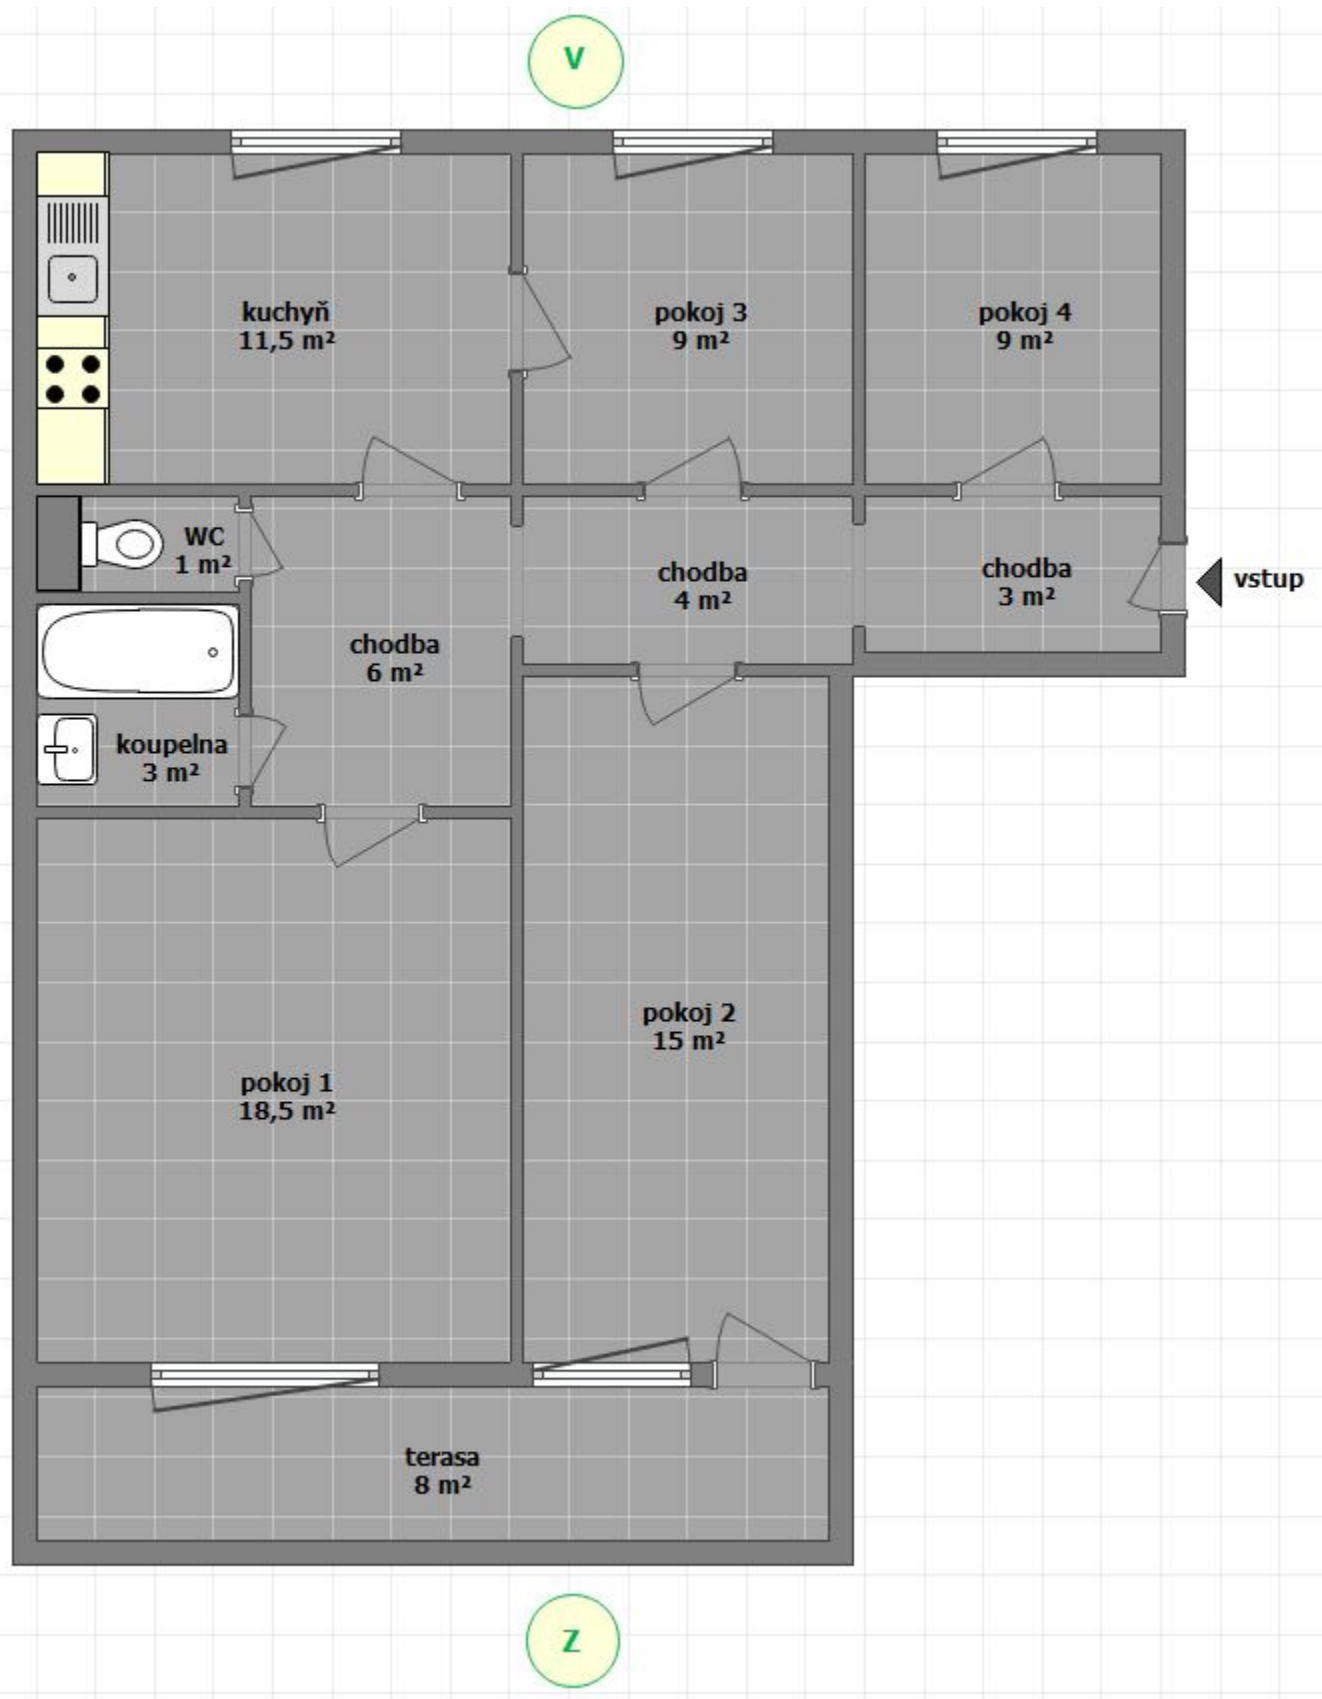 V
kuchyň
11,5 m²
pokoj 3
9 m²
pokoj 4
9 m²
WC
1 m²
chodba
4 m²
chodba
3 m²
vstup
chodba
6 m²
koupelna
3 m²
pokoj 2
15 m²
pokoj 1
18,5 m²
terasa
8 m²
Z